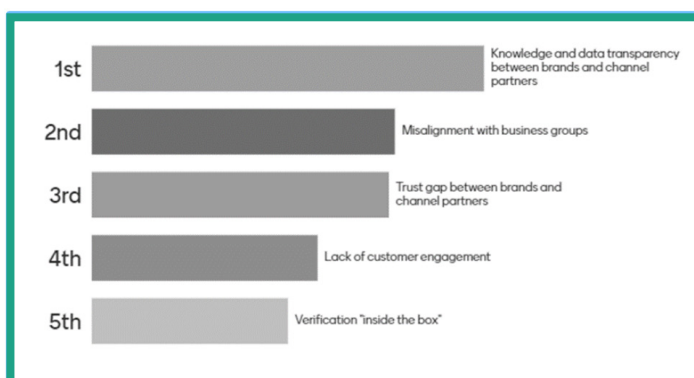 1st
Knowledge and data transparency
between brands and channel
partners
2nd
Misalignment with business groups
3rd
Trust gap between brands and
channel partners
4th
Lack of customer engagement
5th
Verification "inside the box"